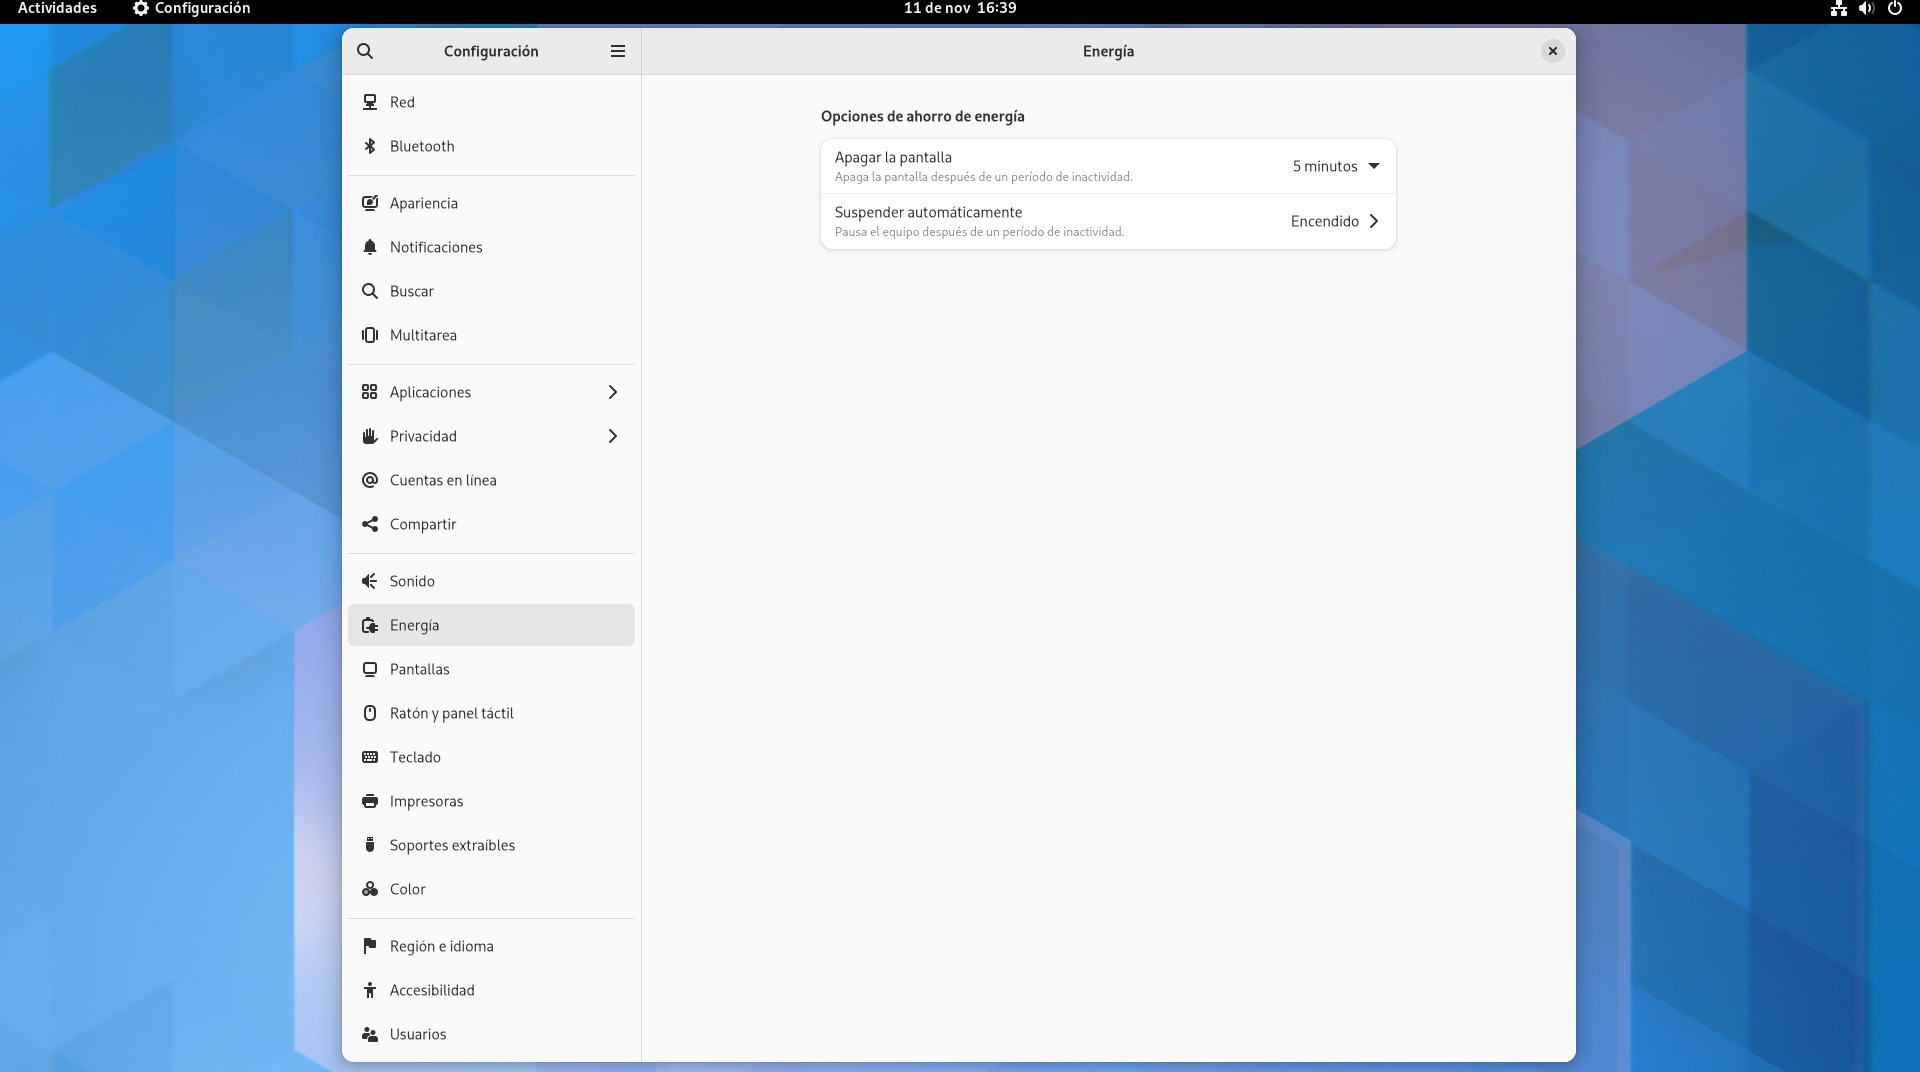 Actividades
Configuración
11 de nov 16:39
Configuración
Energía
Red
Bluetooth
Apariencia
Notificaciones
Buscar
Multitarea
Aplicaciones
Privacidad
Cuentas en línea
Compartir
Sonido
Energía
Pantallas
Ratón y panel táctil
Teclado
Impresoras
Soportes extraíbles
Color
Región e idioma
Accesibilidad
Usuarios
Opciones de ahorro de energía
Apagar la pantalla
Apaga la pantalla después de un período de inactividad.
5 minutos
Suspender automáticamente
Pausa el equipo después de un período de inactividad.
Encendido